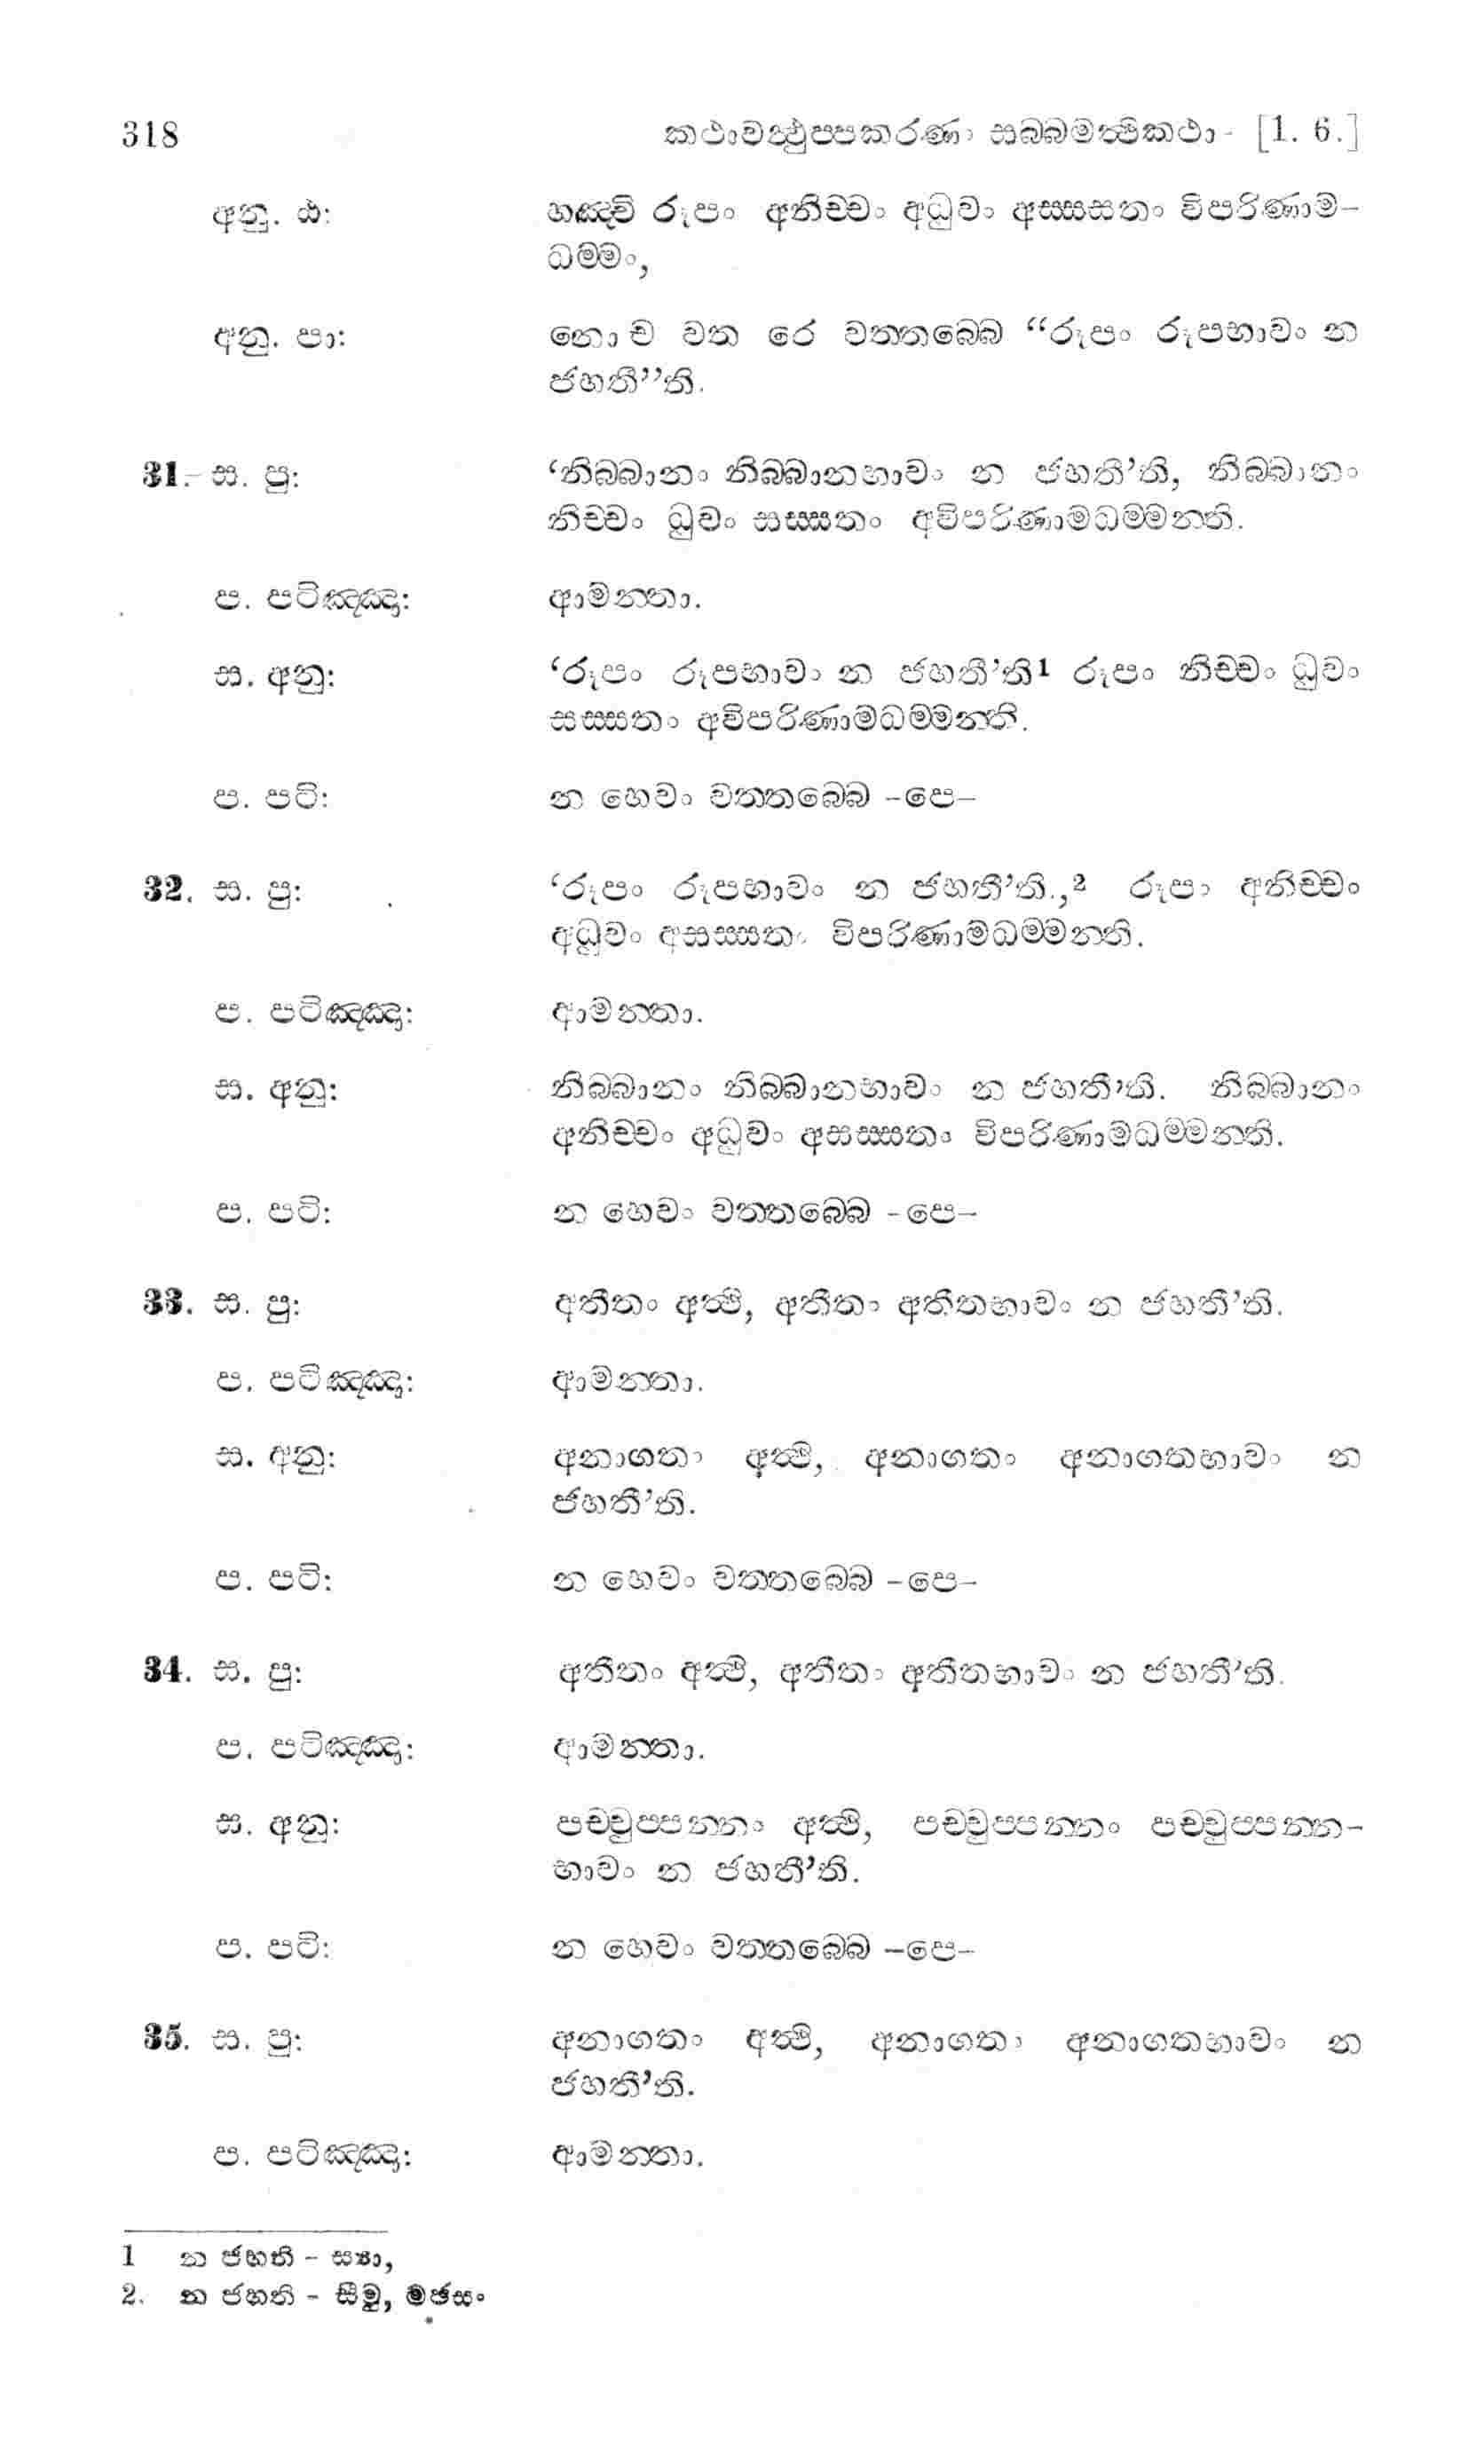 318 කථාවත්‍ථුප‍්පකරණං සබ‍්බමත්‍ථිකථා - [1. 6.]
අනු. ඨ: හඤ‍්චි රූපං අනිච‍්චං අධුවං අසස‍්සතං විපරිණාම-
ධම‍්මං,
අනු. පා: නො ච වත රේ වත‍්තබ‍්බෙ “රූපං රූපභාවං න
ජහතී”ති.
31.- ස. පු: ‘නිබ‍්බානං නිබ‍්බානභාවං න ජහතී’ති, නිබ‍්බානං
නිච‍්චං ධුවං සස‍්සතං අවිපරිණාමධම‍්මන‍්ති.
ප. පටිඤ‍්ඤා: ආමන‍්තා.
ස. අනු: ‘රූපං රූපභාවං න ජහතී’ති1 රූපං නිච‍්චං ධුවං
සස‍්සතං අවිපරිණාමධම‍්මන‍්ති.
ප. පටි: න හෙවං වත‍්තබ‍්බෙ -පෙ-
32. ස. පු: ‘රූපං රූපභාවං න ජහතී’ති.,2 රූපං අනිච‍්චං
අධුවං අසස‍්සතං විපරිණාමධම‍්මන‍්ති.
ප. පටිඤ‍්ඤා: ආමන‍්තා.
ස. අනු: නිබ‍්බානං නිබ‍්බානභාවං න ජහතී’ති. නිබ‍්බානං
අනිච‍්චං අධුවං අසස‍්සතං විපරිණාමධම‍්මන‍්ති.
ප. පටි: න හෙවං වත‍්තබ‍්බෙ -පෙ-
33. ස. පු: අතීතං අත්‍ථි, අතීතං අතීතභාවං න ජහතී’ති.
ප. පටිඤ‍්ඤා: ආමන‍්තා.
ස. අනු: අනාගතං අත්‍ථි, අනාගතං අනාගතභාවං න
ජහතී’ති.
ප. පටි: න හෙවං වත‍්තබ‍්බෙ -පෙ-
34. ස. පු: අතීතං අත්‍ථි, අතීතං අතීතභාවං න ජහතී’ති.
ප. පටිඤ‍්ඤා: ආමන‍්තා.
ස. අනු: පච‍්චුප‍්පන‍්නං අත්‍ථි, පච‍්චුප‍්පන‍්නං පච‍්චුප‍්පන‍්න-
භාවං න ජහතී’ති.
ප. පටි: න හෙවං වත‍්තබ‍්බෙ -පෙ-
35. ස. පු: අනාගතං අත්‍ථි, අනාගතං අනාගතභාවං න
ජහතී’ති.
ප. පටිඤ‍්ඤා: ආමන‍්තා.
1 න ජහති - ස්‍යා,
2. න ජහති - සීමු, මජසං